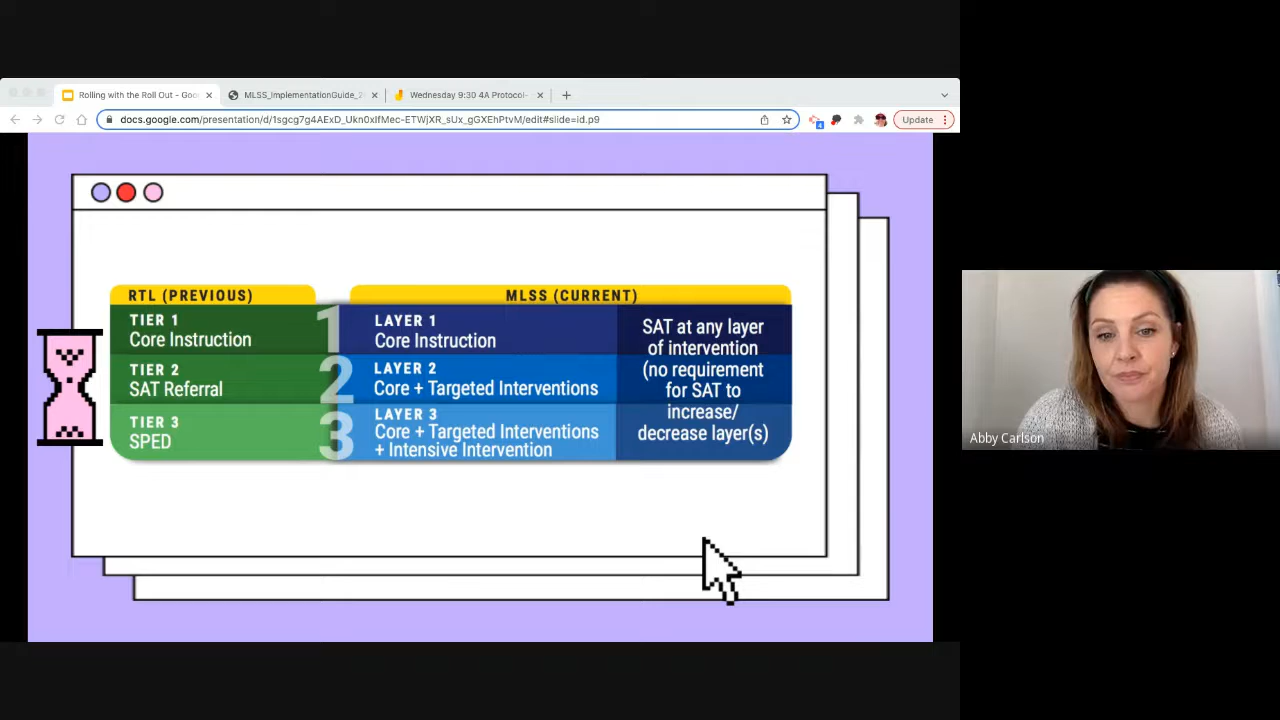 Rolling with the Roll Out - Goo
MLSS_ImplementationGuide_2
Wednesday 9:30 4A Protocol-
docs.google.com/presentation/d/1sgcg7g4AExD_Ukn0xIfMec-ETWjXR_sUx_gGXEhPtvM/edit#slide=id.p9
Update
RTL (PREVIOUS)
MLSS (CURRENT)
TIER 1
Core Instruction
1
LAYER 1
Core Instruction
TIER 2
SAT Referral
2
LAYER 2
Core + Targeted Interventions
TIER 3
SPED
3
LAYER 3
Core + Targeted Interventions
+ Intensive Intervention
SAT at any layer
of intervention
(no requirement
for SAT to
increase/
decrease layer(s)
Abby Carlson